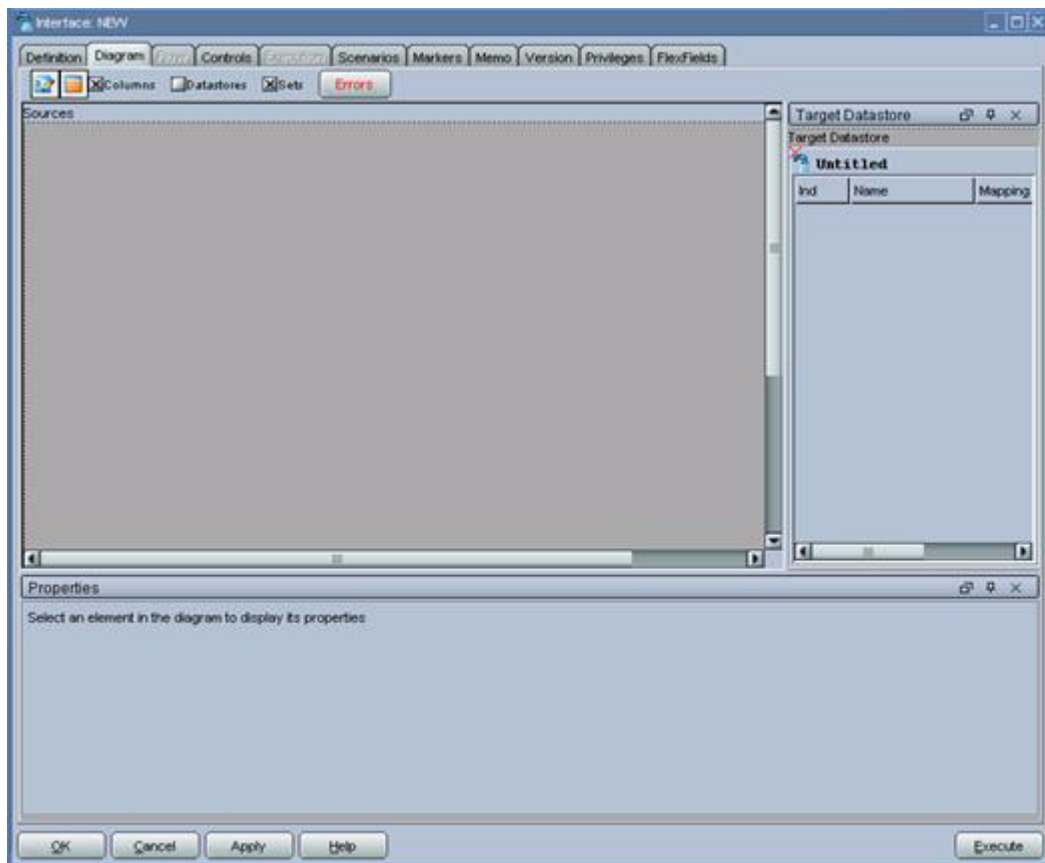 Interface: NEW
Definition Diagram Flow Controls Execution Scenarios Markers Memo Version Privileges FlexFields
Columns Datastores Sets Errors
Sources
Target Datastore
Target Datastore
Untitled
Ind Name Mapping
Properties
Select an element in the diagram to display its properties
OK Cancel Apply Help Execute